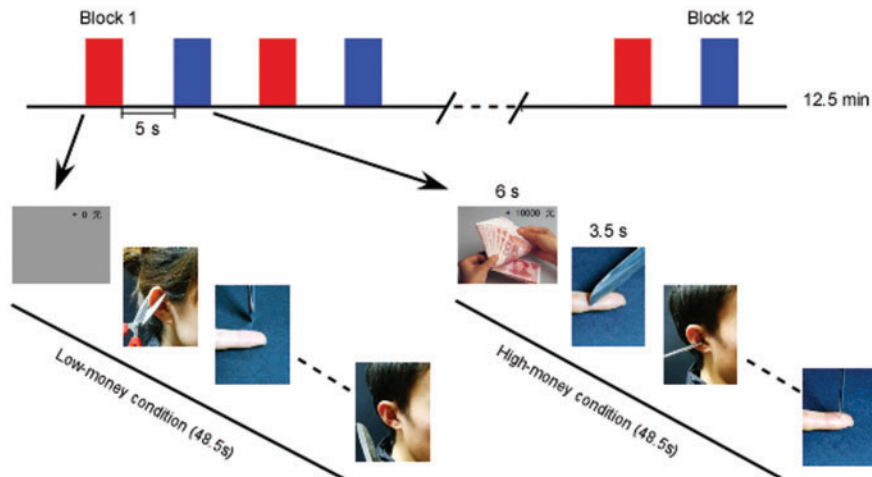 Block 1
Block 12
12.5 min
5 s
6 s
+ 0 元
+ 10000 元
3.5 s
Low-money condition (48.5s)
High-money condition (48.5s)